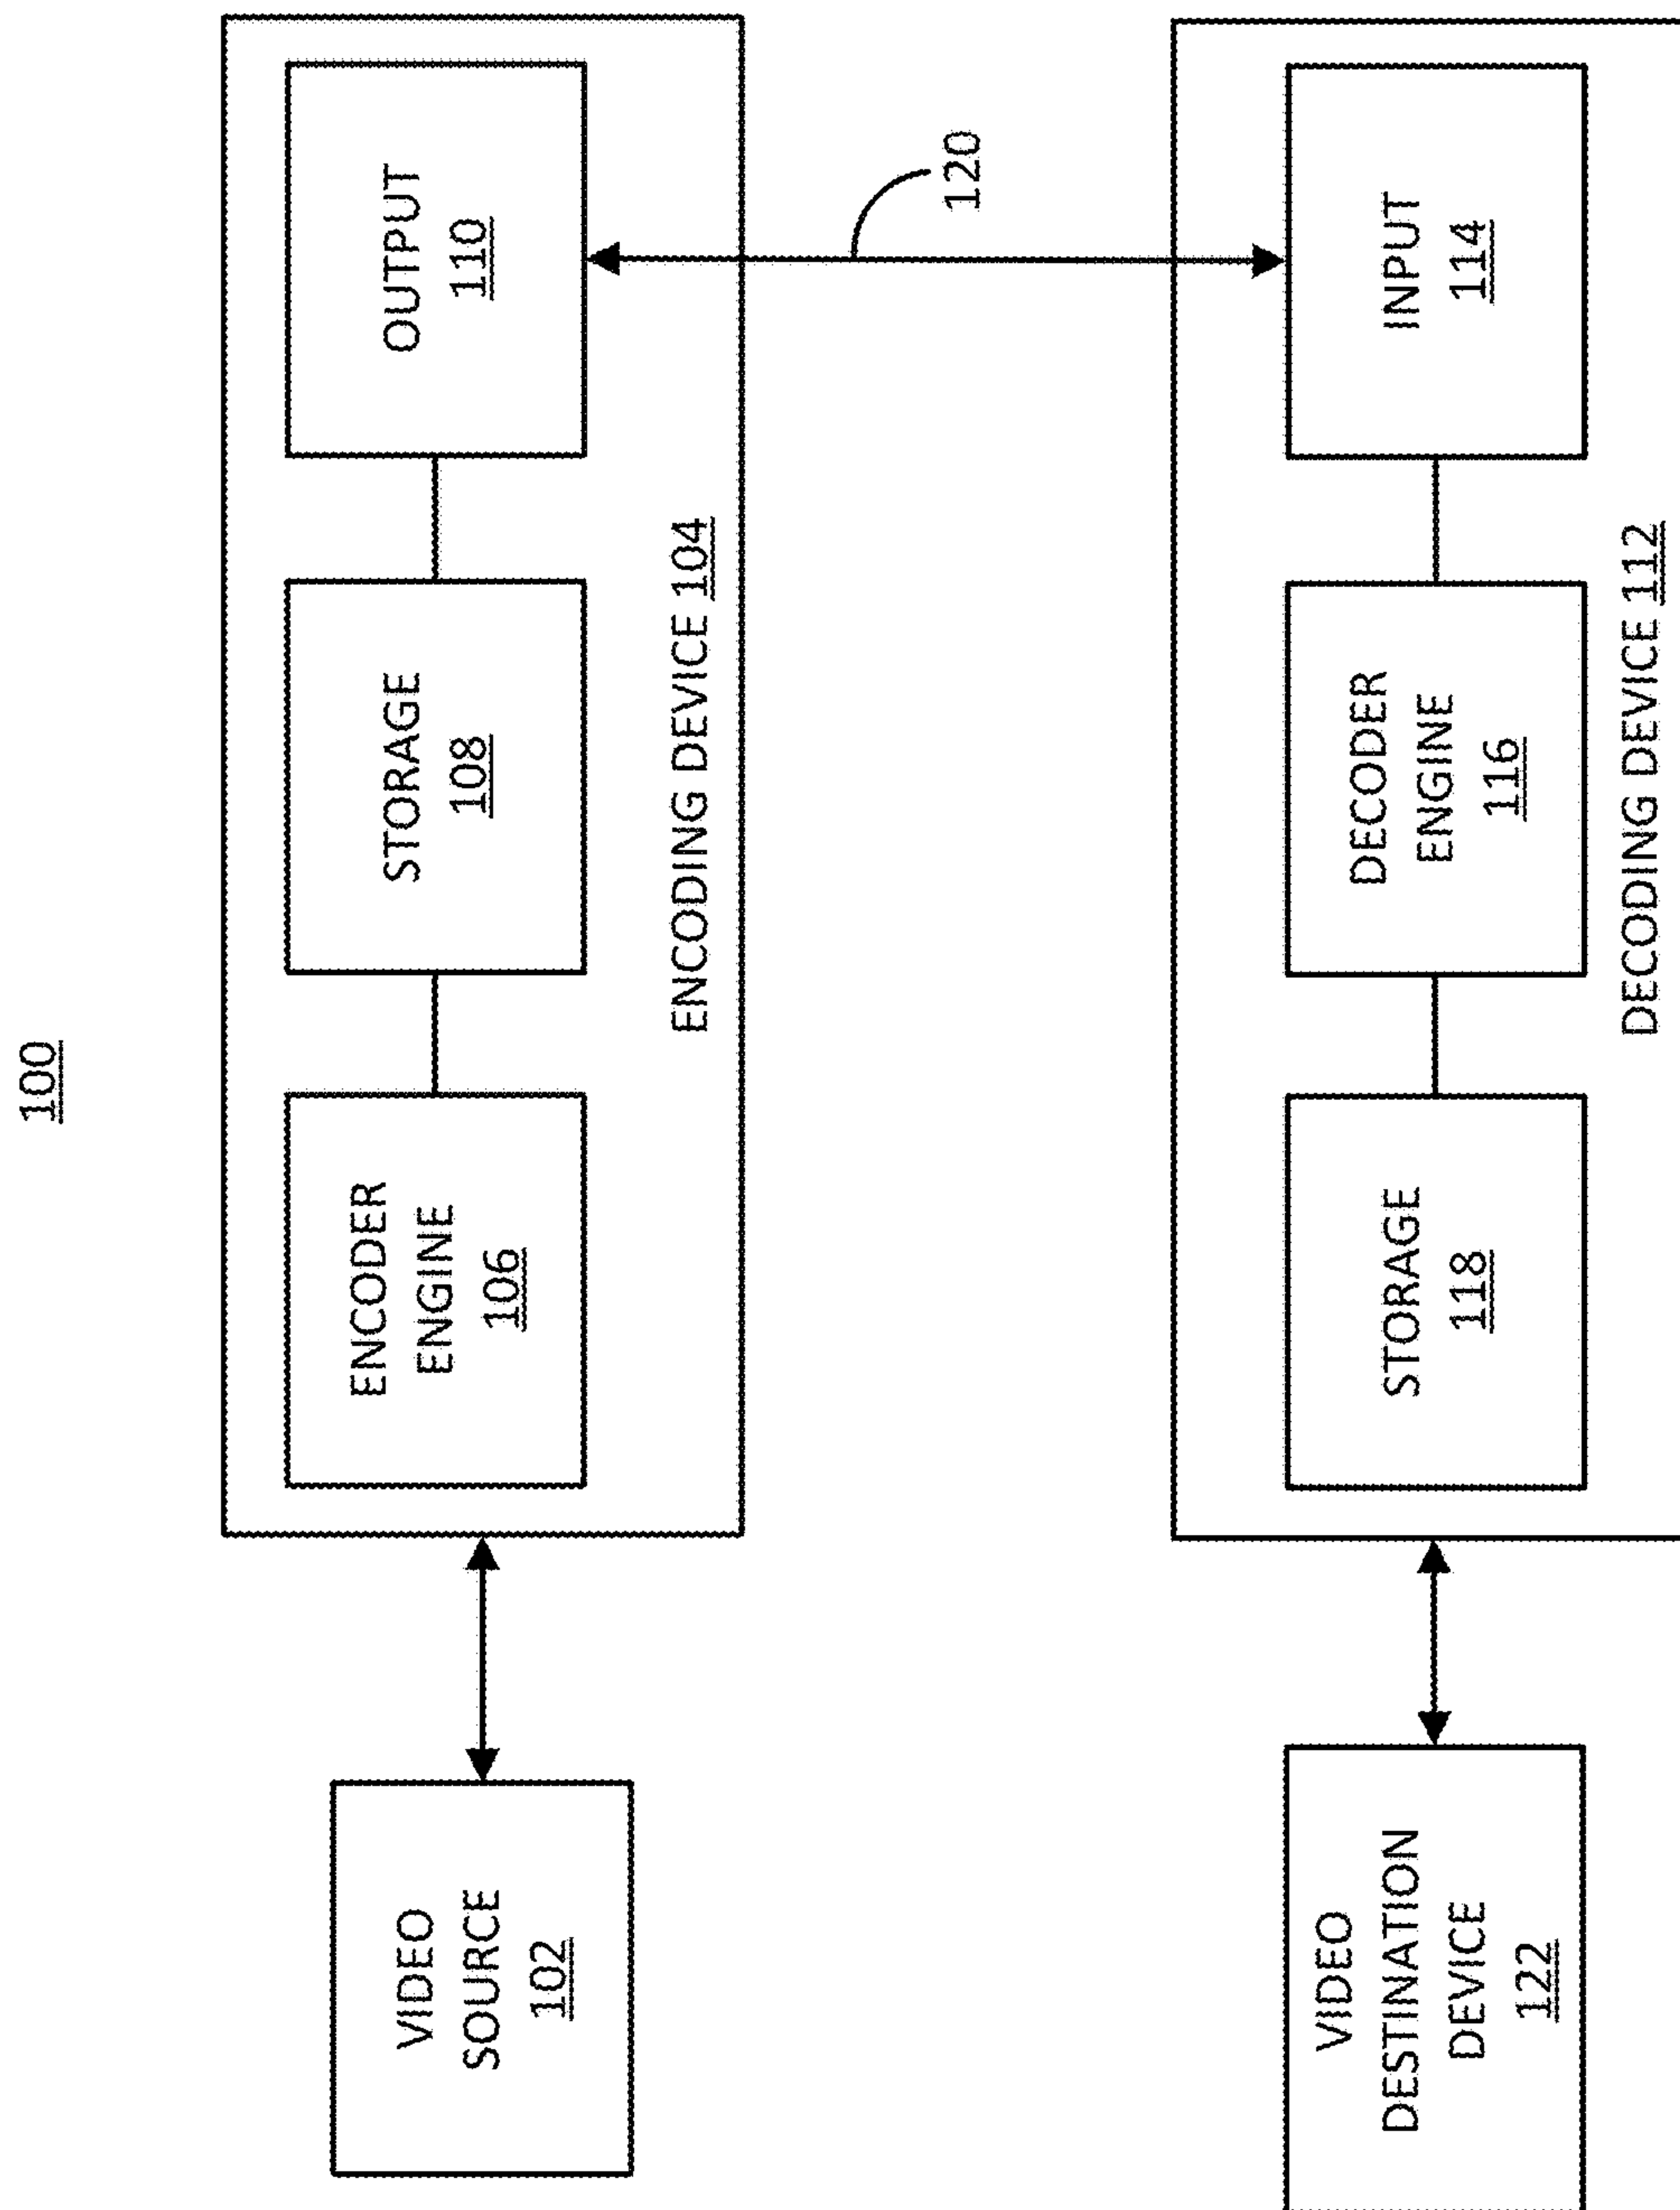 100
VIDEO
SOURCE
102
ENCODER
ENGINE
106
STORAGE
108
OUTPUT
110
ENCODING DEVICE 104
120
VIDEO
DESTINATION
DEVICE
122
STORAGE
118
DECODER
ENGINE
116
INPUT
114
DECODING DEVICE 112